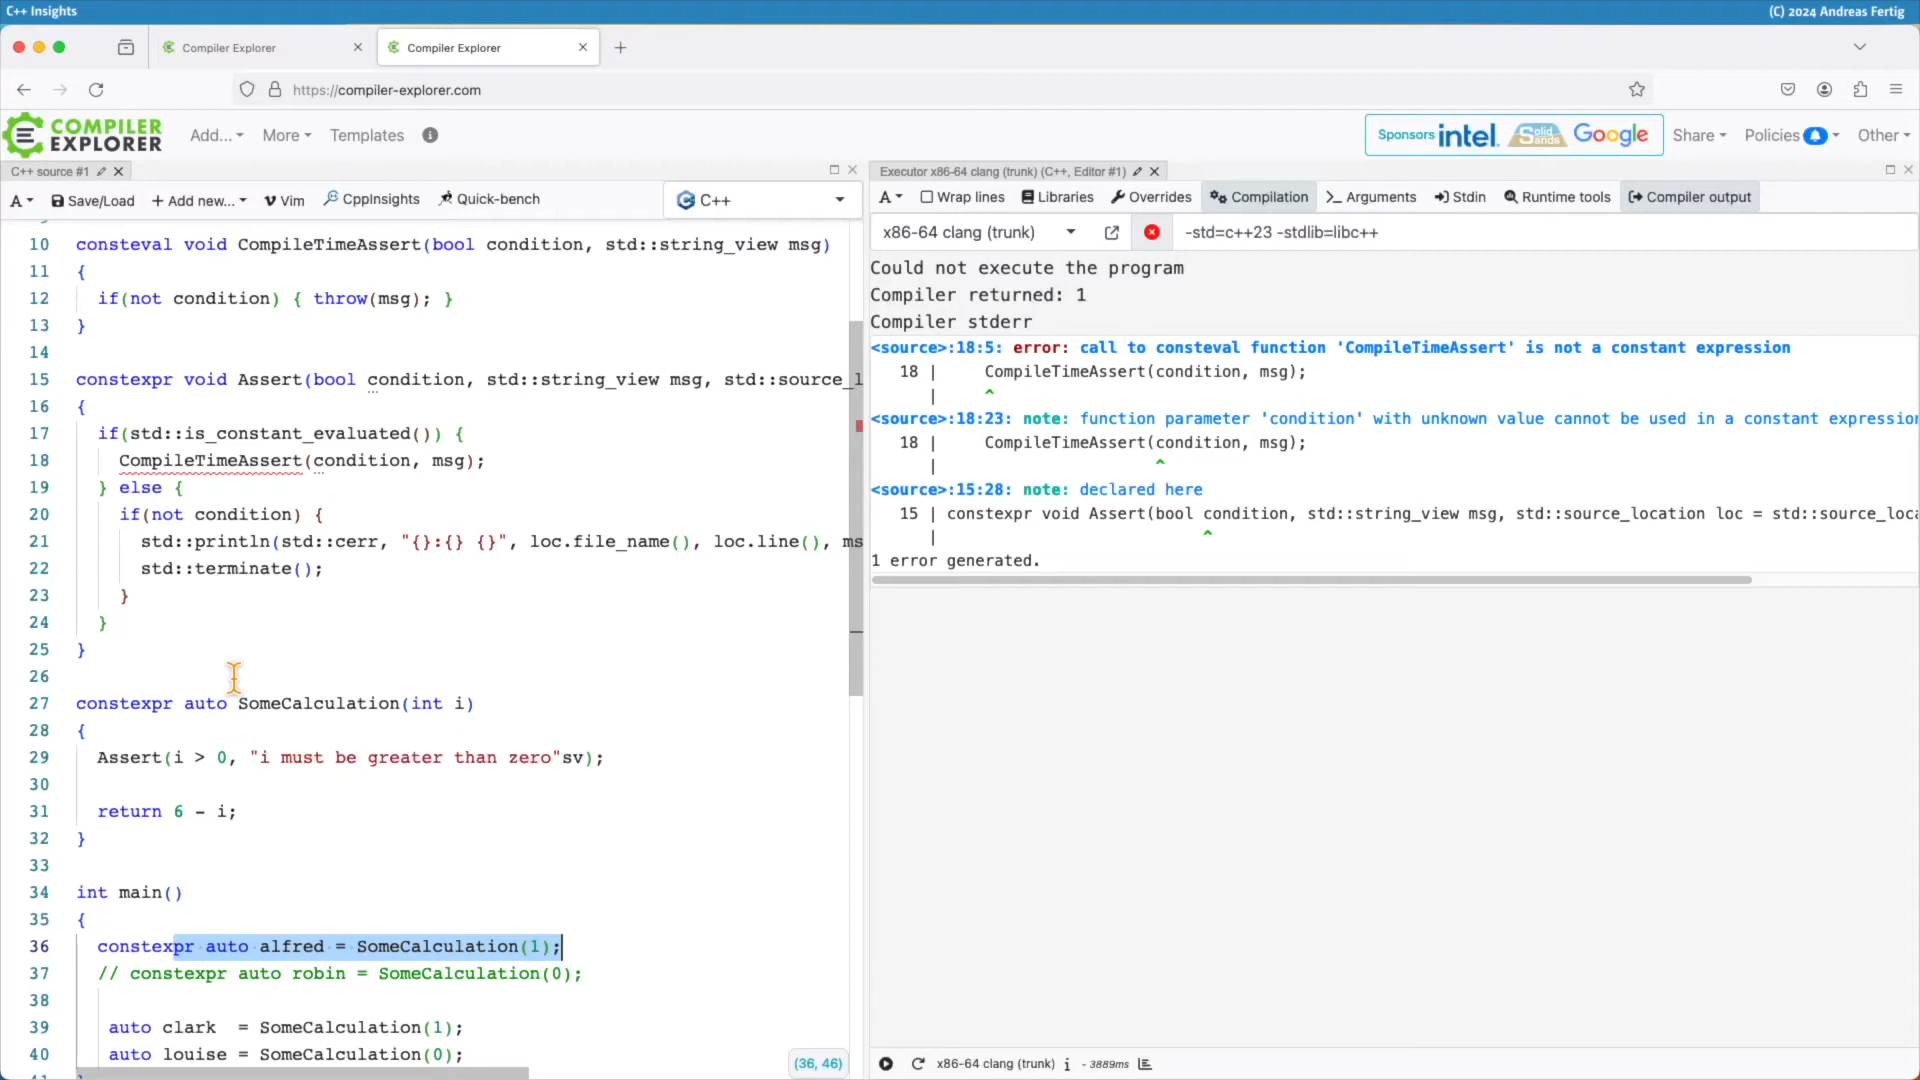 C++ Insights
(C) 2024 Andreas Fertig
Compiler Explorer
Compiler Explorer
https://compiler-explorer.com
COMPILER EXPLORER
Add...
More
Templates
Sponsors intel. Solid Sands Google
Share
Policies
Other
C++ source #1
A
Save/Load
+ Add new...
Vim
CppInsights
Quick-bench
C++
10 consteval void CompileTimeAssert(bool condition, std::string_view msg)
11 {
12 if(not condition) { throw(msg); }
13 }
14
15 constexpr void Assert(bool condition, std::string_view msg, std::source_l
16 {
17 if(std::is_constant_evaluated()) {
18 CompileTimeAssert(condition, msg);
19 } else {
20 if(not condition) {
21 std::println(std::cerr, "{}:{} {}", loc.file_name(), loc.line(), ms
22 std::terminate();
23 }
24 }
25 }
26
27 constexpr auto SomeCalculation(int i)
28 {
29 Assert(i > 0, "i must be greater than zero"sv);
30
31 return 6 - i;
32 }
33
34 int main()
35 {
36 constexpr auto alfred = SomeCalculation(1);
37 // constexpr auto robin = SomeCalculation(0);
38
39 auto clark  = SomeCalculation(1);
40 auto louise = SomeCalculation(0);
(36, 46)
Executor x86-64 clang (trunk) (C++, Editor #1)
A
Wrap lines
Libraries
Overrides
Compilation
Arguments
Stdin
Runtime tools
Compiler output
x86-64 clang (trunk)
-std=c++23 -stdlib=libc++
Could not execute the program
Compiler returned: 1
Compiler stderr
<source>:18:5: error: call to consteval function 'CompileTimeAssert' is not a constant expression
18 | CompileTimeAssert(condition, msg);
| ^
<source>:18:23: note: function parameter 'condition' with unknown value cannot be used in a constant expression
18 | CompileTimeAssert(condition, msg);
| ^
<source>:15:28: note: declared here
15 | constexpr void Assert(bool condition, std::string_view msg, std::source_location loc = std::source_loca
| ^
1 error generated.
x86-64 clang (trunk) i - 3889ms